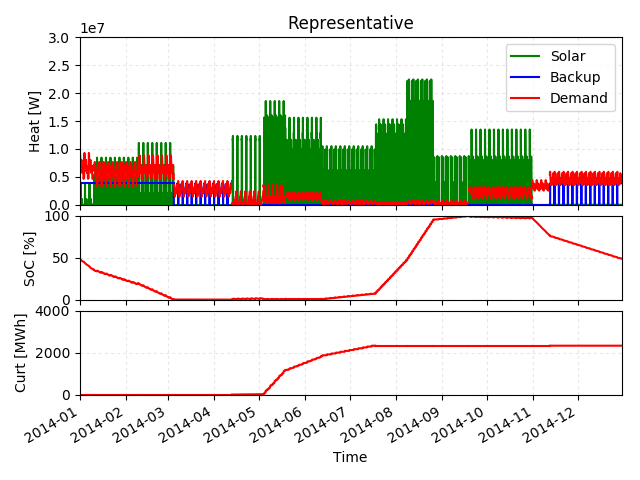 Representative
1e7
3.0
2.5
2.0
1.5
1.0
0.5
0.0
Heat [W]
Solar
Backup
Demand
100
50
0
SoC [%]
4000
2000
0
Curt [MWh]
2014-01
2014-02
2014-03
2014-04
2014-05
2014-06
2014-07
2014-08
2014-09
2014-10
2014-11
2014-12
Time